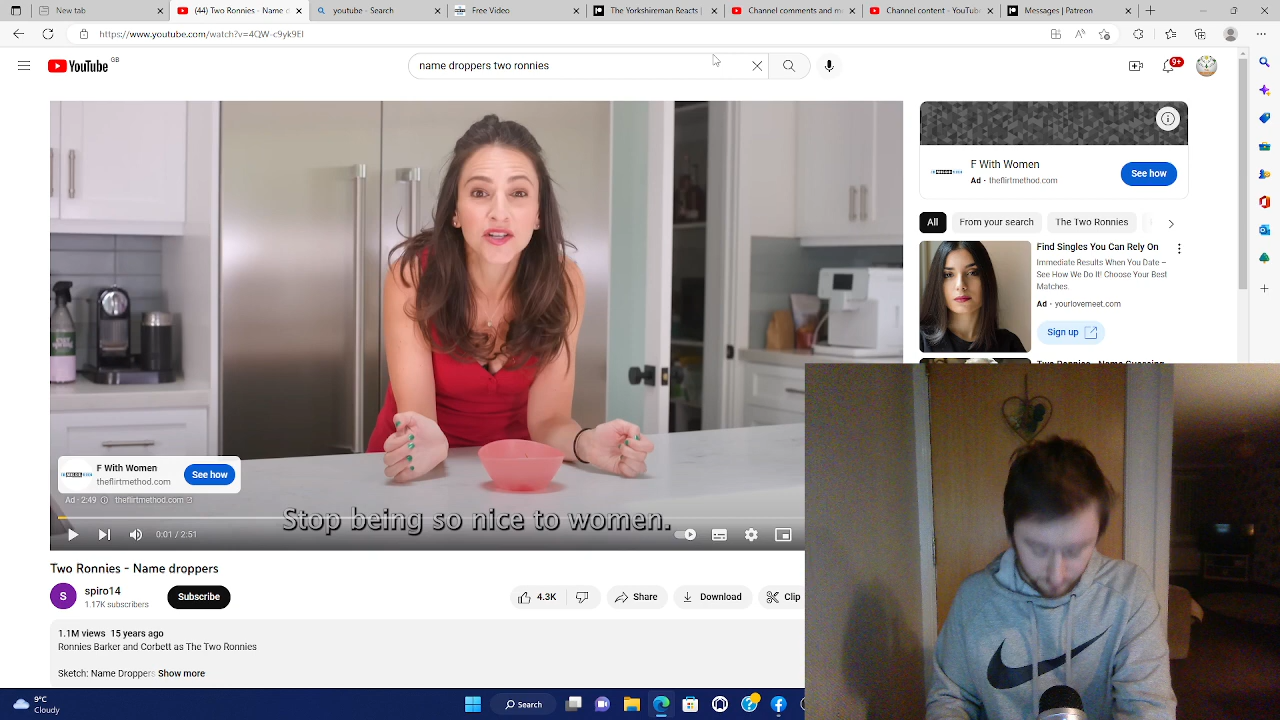 New tab
(44) Two Ronnies - Name d
youtube - Search
Free Video
The Yorkshireman Reacts
Channel comments and m
Channel content - YouTube
Messages | Patreon
https://www.youtube.com/watch?v=4QW-c9yk9EI
YouTube GB
name droppers two ronnies
9+
F With Women
Ad · theflirtmethod.com
See how
All
From your search
The Two Ronnies
Find Singles You Can Rely On
Immediate Results When You Date –
See How We Do It! Choose Your Best
Matches.
Ad · yourlovemeet.com
Sign up
F With Women
theflirtmethod.com
See how
Ad · 2:49
theflirtmethod.com
Stop being so nice to women.
0:01 / 2:51
Two Ronnies - Name droppers
S
spiro14
1.17K subscribers
Subscribe
4.3K
Share
Download
Clip
1.1M views 15 years ago
Ronnies Barker and Corbett as The Two Ronnies
Sketch: Name Droppers Show more
9°C
Cloudy
Search